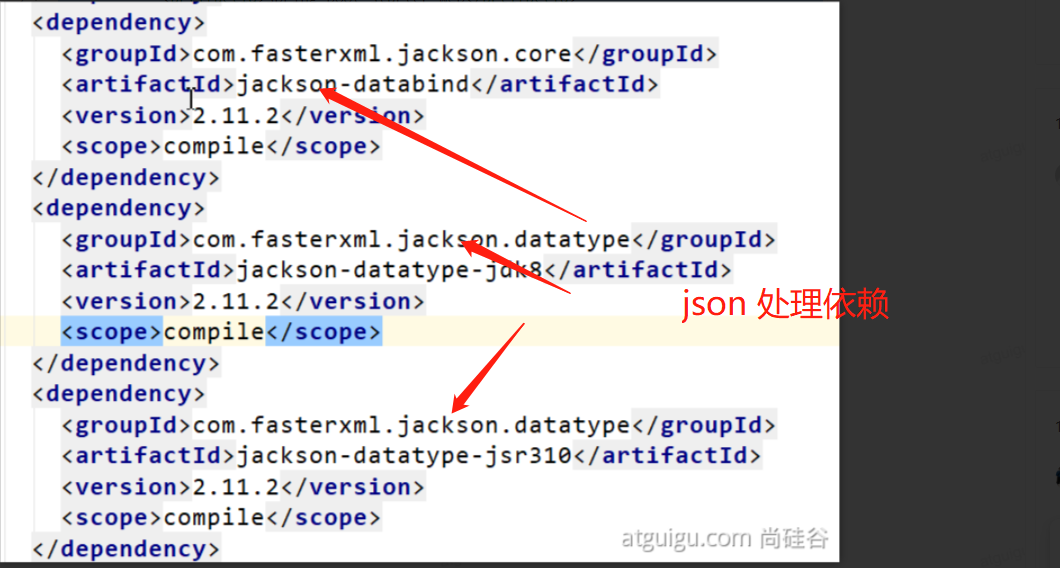 <dependency>
<groupId>com.fasterxml.jackson.core</groupId>
<artifactId>jackson-databind</artifactId>
<version>2.11.2</version>
<scope>compile</scope>
</dependency>
<dependency>
<groupId>com.fasterxml.jackson.datatype</groupId>
<artifactId>jackson-datatype-jdk8</artifactId>
<version>2.11.2</version>
json 处理依赖
<scope>compile</scope>
</dependency>
<dependency>
<groupId>com.fasterxml.jackson.datatype</groupId>
<artifactId>jackson-datatype-jsr310</artifactId>
<version>2.11.2</version>
<scope>compile</scope>
</dependency>
atguigu.com 尚硅谷